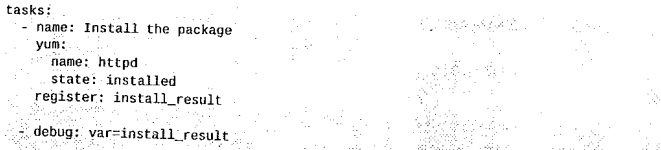 tasks:
  - name: Install the package
    yum:
      name: httpd
      state: installed
    register: install_result

  - debug: var=install_result